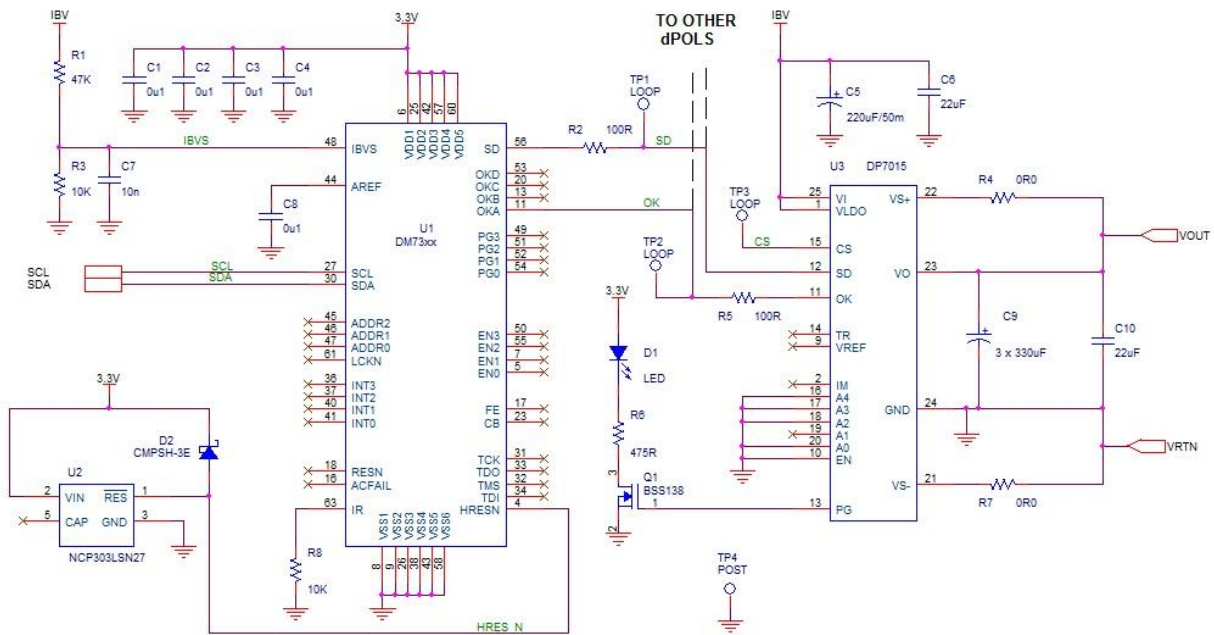 IBV
3.3V
TO OTHER
dPOLS
IBV
R1
47K
C1
0u1
C2
0u1
C3
0u1
C4
0u1
TP1
LOOP
C5
220uF/50m
C6
22uF
6
25
42
57
60
VDD1
VDD2
VDD3
VDD4
VDD5
R2
100R
SD
IBVS
48
IBVS
SD
56
R3
10K
C7
10n
44
AREF
C8
0u1
OKD
53
OKC
20
OKB
13
OKA
11
OK
U1
DM73xx
PG3
49
PG2
51
PG1
52
PG0
54
SCL
SDA
SCL
SDA
27
SCL
30
SDA
45
ADDR2
46
ADDR1
47
ADDR0
61
LCKN
EN3
50
EN2
55
EN1
7
EN0
5
36
INT3
37
INT2
40
INT1
41
INT0
FE
17
CB
23
18
RESN
16
ACFAIL
63
IR
TCK
31
TDO
33
TMS
32
TDI
34
HRESN
4
VSS1
VSS2
VSS3
VSS4
VSS5
VSS6
8
9
26
38
43
58
R8
10K
HRES_N
3.3V
D2
CMPSH-3E
U2
2
VIN
RES
1
5
CAP
GND
3
NCP303LSN27
TP2
LOOP
TP3
LOOP
CS
R5
100R
3.3V
D1
LED
R6
475R
3
Q1
BSS138
1
2
TP4
POST
U3
DP7015
25
VI
1
VLDO
15
CS
12
SD
11
OK
14
TR
9
VREF
2
IM
16
A4
17
A3
18
A2
19
A1
20
A0
10
EN
13
PG
VS+
22
VO
23
GND
24
VS-
21
R4
0R0
VOUT
C9
3 x 330uF
C10
22uF
VRTN
R7
0R0